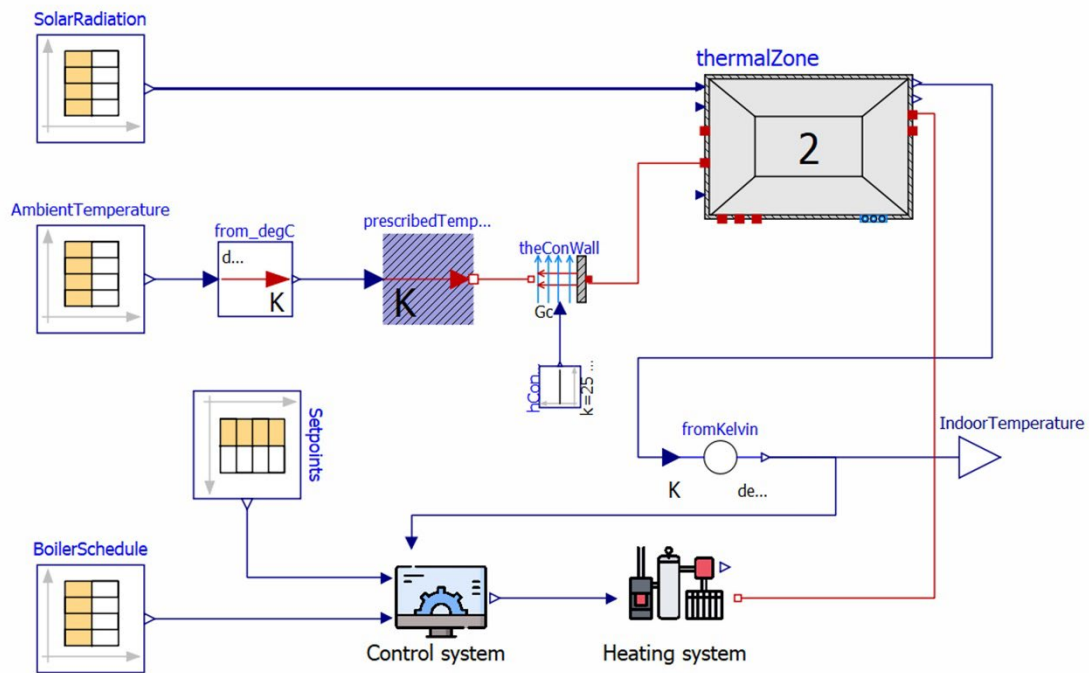 SolarRadiation
thermalZone
2
AmbientTemperature
from_degC
d...
K
prescribedTemp...
K
theConWall
Gc
hCon...
k=25 ...
Setpoints
fromKelvin
K
de...
IndoorTemperature
BoilerSchedule
Control system
Heating system